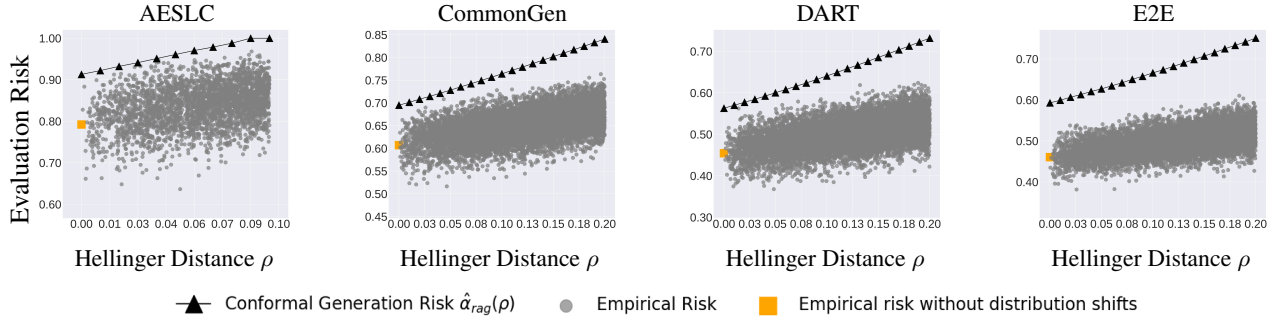 AESLC CommonGen DART E2E
Evaluation Risk
1.00
0.90
0.80
0.70
0.60
0.00 0.01 0.03 0.04 0.06 0.07 0.09 0.10
Hellinger Distance ρ
0.85
0.80
0.75
0.70
0.65
0.60
0.55
0.50
0.45
0.00 0.03 0.05 0.08 0.10 0.13 0.15 0.18 0.20
Hellinger Distance ρ
0.70
0.60
0.50
0.40
0.30
0.00 0.03 0.05 0.08 0.10 0.13 0.15 0.18 0.20
Hellinger Distance ρ
0.70
0.60
0.50
0.40
0.00 0.03 0.05 0.08 0.10 0.13 0.15 0.18 0.20
Hellinger Distance ρ
Conformal Generation Risk α̂rag(ρ) Empirical Risk Empirical risk without distribution shifts